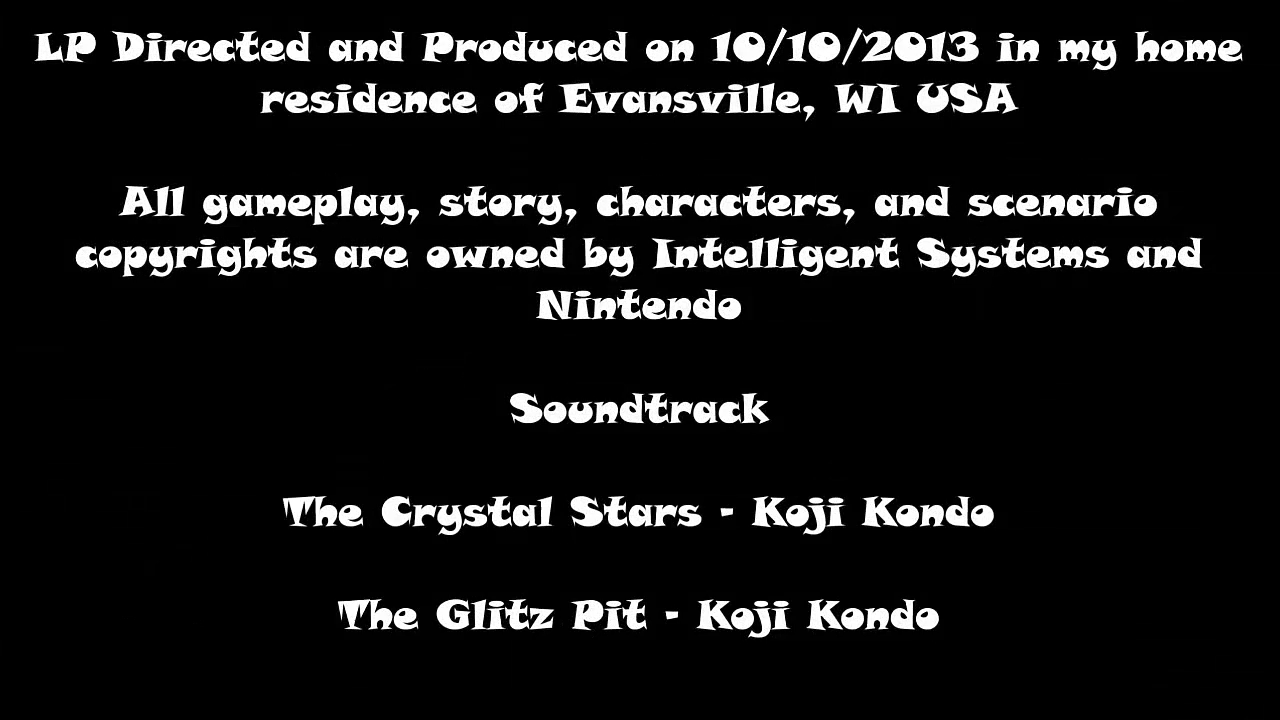 LP Directed and Produced on 10/10/2013 in my home
residence of Evansville, WI USA
All gameplay, story, characters, and scenario
copyrights are owned by Intelligent Systems and
Nintendo
Soundtrack
The Crystal Stars - Koji Kondo
The Glitz Pit - Koji Kondo